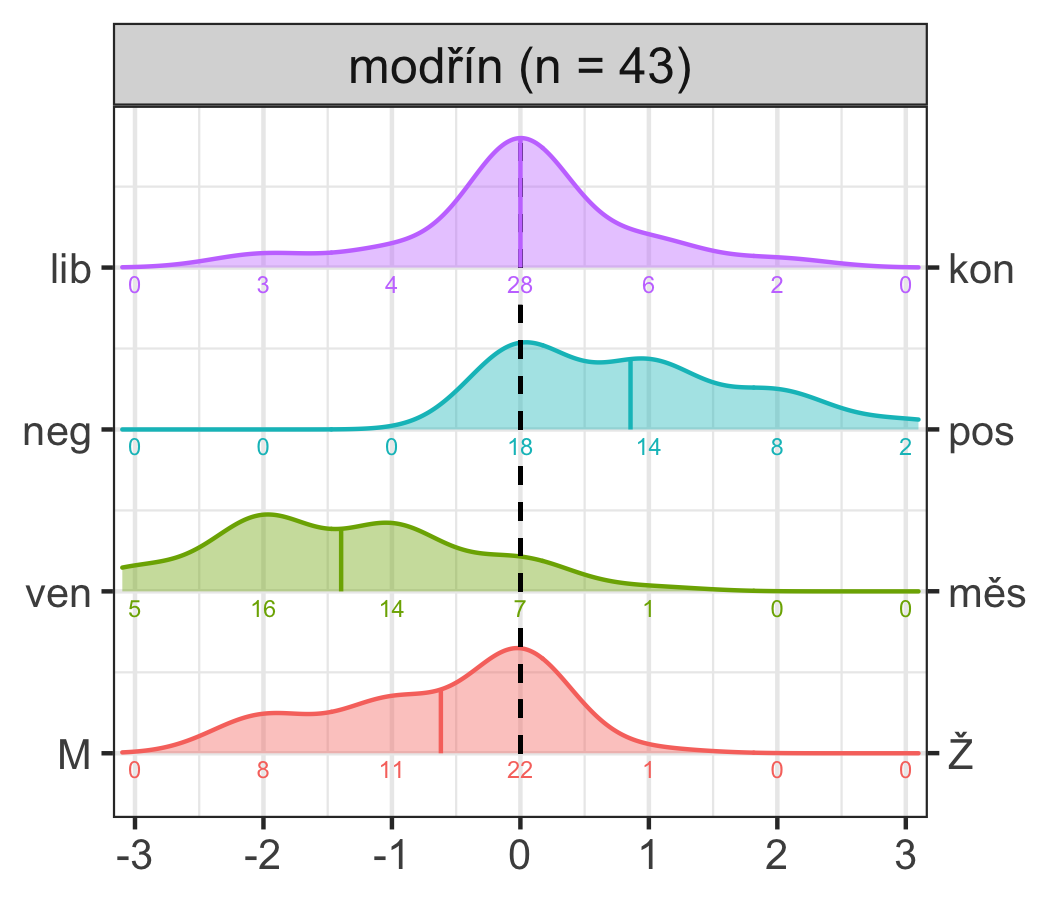 modřín (n = 43)
lib kon
0 3 4 28 6 2 0
neg pos
0 0 0 18 14 8 2
ven měs
5 16 14 7 1 0 0
M Ž
0 8 11 22 1 0 0
-3 -2 -1 0 1 2 3